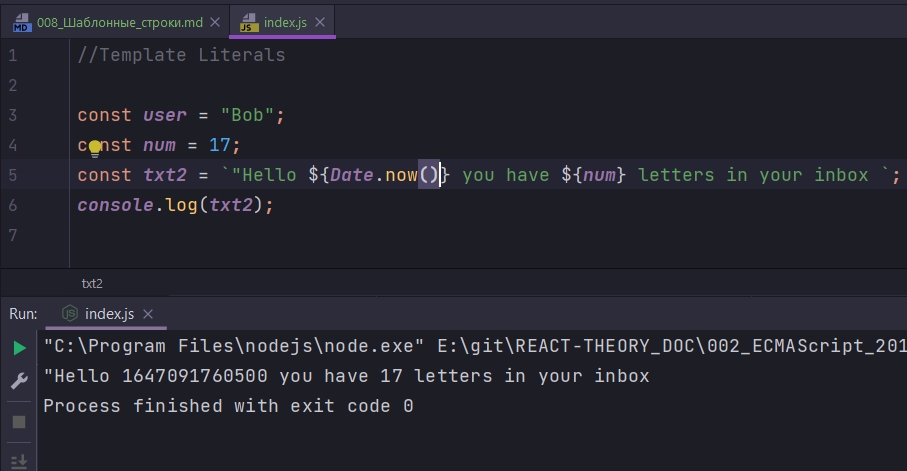 MD 008_Шаблонные_строки.md JS index.js
1 //Template Literals
2
3 const user = "Bob";
4 const num = 17;
5 const txt2 = `"Hello ${Date.now()} you have ${num} letters in your inbox `;
6 console.log(txt2);
7
txt2
Run: JS index.js
"C:\Program Files\nodejs\node.exe" E:\git\REACT-THEORY_DOC\002_ECMAScript_201
"Hello 1647091760500 you have 17 letters in your inbox
Process finished with exit code 0